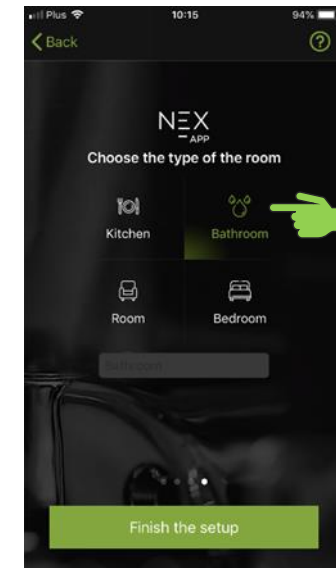 Plus 10:15 94%
Back ?
NEX
APP
Choose the type of the room
Kitchen Bathroom
Room Bedroom
Bathroom
Finish the setup